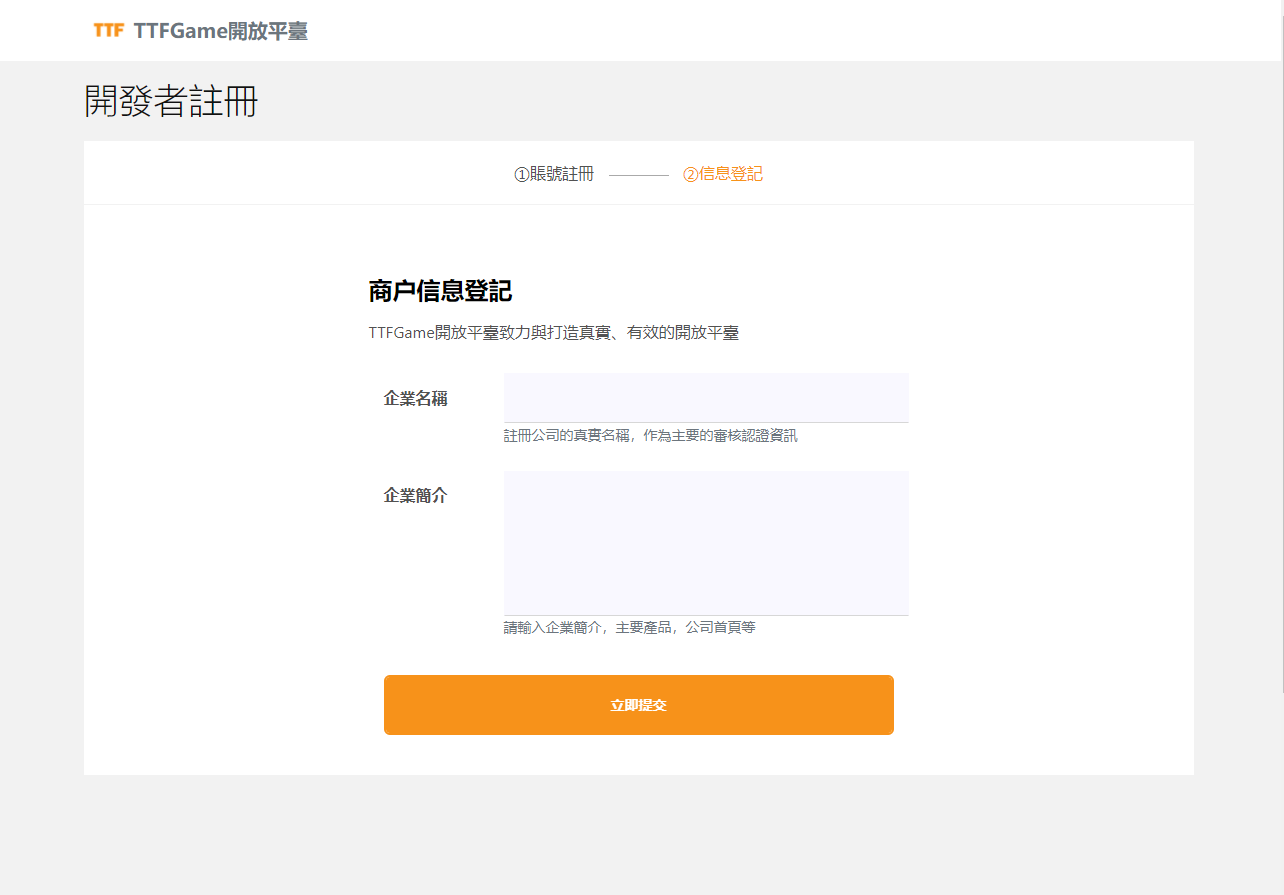 TTF TTFGame開放平臺
開發者註冊
①賬號註冊 ②信息登記
商户信息登記
TTFGame開放平臺致力與打造真實、有效的開放平臺
企業名稱
註冊公司的真實名稱，作為主要的審核認證資訊
企業簡介
請輸入企業簡介，主要產品，公司首頁等
立即提交